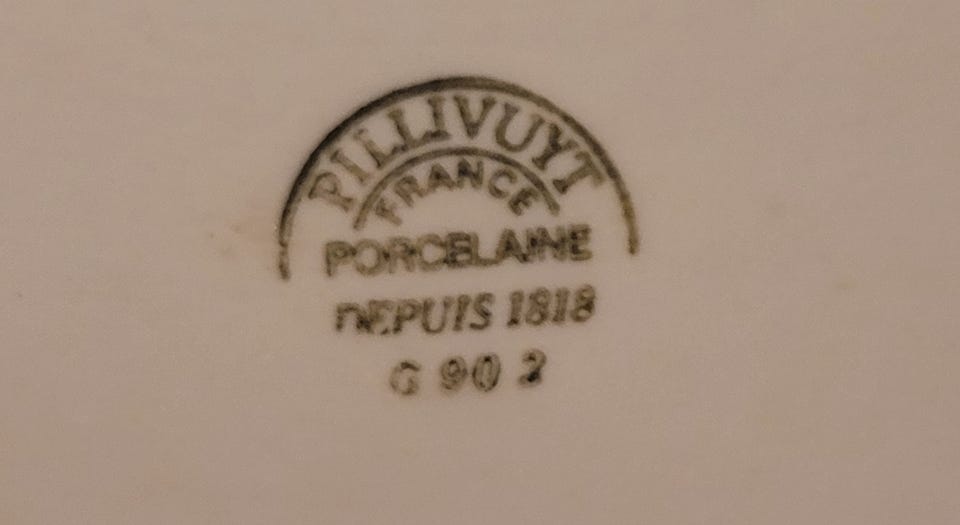 PILLIVUYT
FRANCE
PORCELAINE
DEPUIS 1818
G 90 2